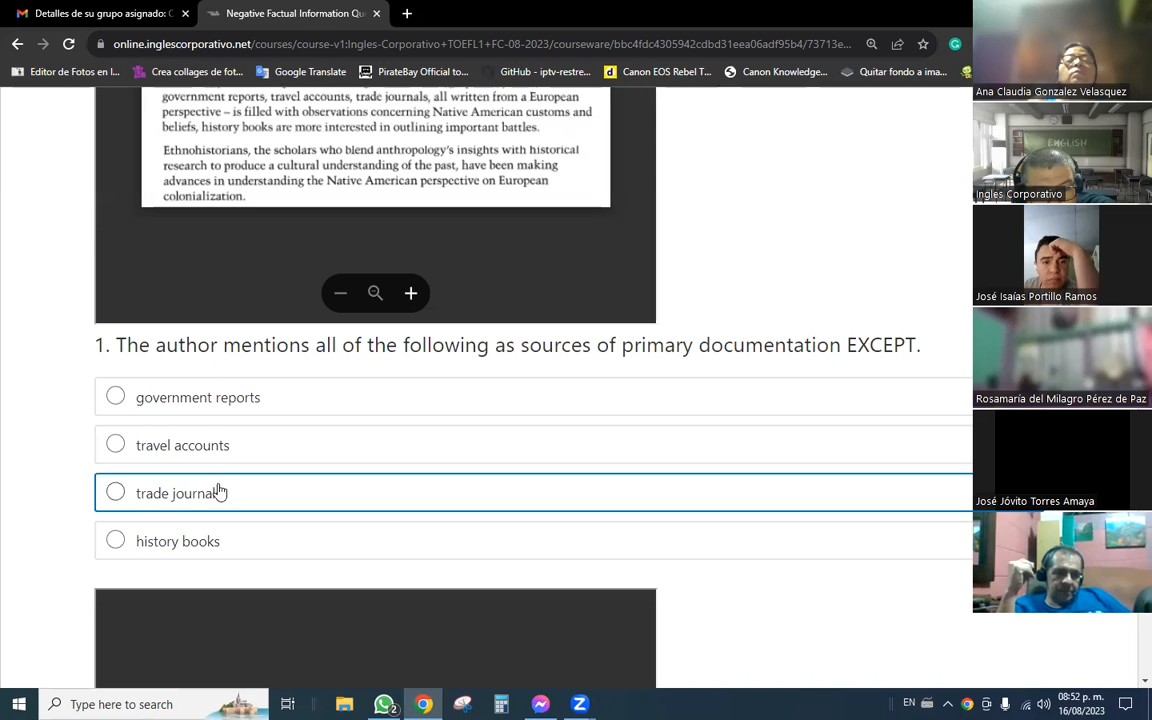 Detalles de su grupo asignado: C
Negative Factual Information Qu
online.inglescorporativo.net/courses/course-v1:Ingles-Corporativo+TOEFL1+FC-08-2023/courseware/bbc4fdc4305942cdbd31eea06adf95b4/73713e...
Editor de Fotos en l...
Crea collages de fot...
Google Translate
PirateBay Official to...
GitHub - iptv-restre...
Canon EOS Rebel T...
Canon Knowledge...
Quitar fondo a ima...
government reports, travel accounts, trade journals, all written from a European
perspective – is filled with observations concerning Native American customs and
beliefs, history books are more interested in outlining important battles.
Ethnohistorians, the scholars who blend anthropology's insights with historical
research to produce a cultural understanding of the past, have been making
advances in understanding the Native American perspective on European
colonialization.
1. The author mentions all of the following as sources of primary documentation EXCEPT.
government reports
travel accounts
trade journals
history books
Ana Claudia Gonzalez Velasquez
ENGLISH
Ingles Corporativo
José Isaías Portillo Ramos
Rosamaría del Milagro Pérez de Paz
José Jóvito Torres Amaya
Type here to search
2
EN
08:52 p. m.
16/08/2023